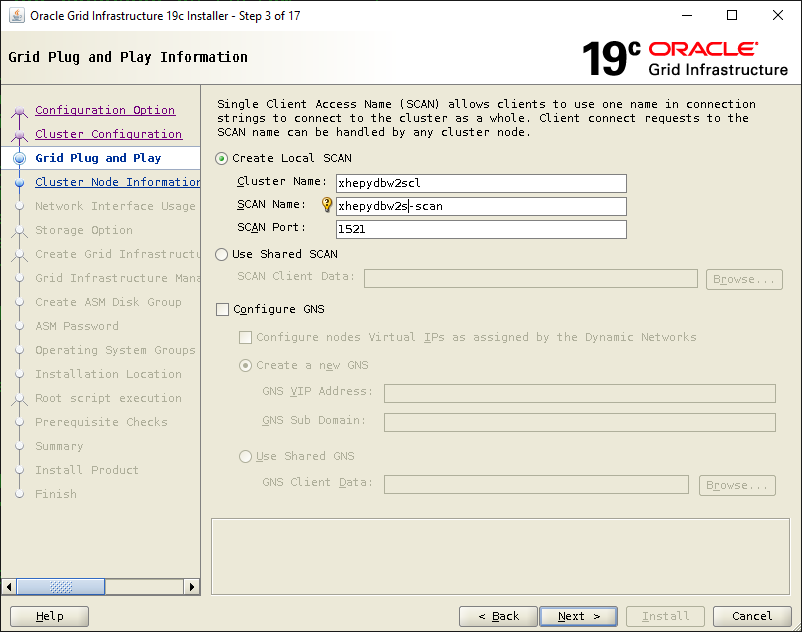 Oracle Grid Infrastructure 19c Installer - Step 3 of 17
Grid Plug and Play Information
19c ORACLE
Grid Infrastructure
Configuration Option
Cluster Configuration
Grid Plug and Play
Cluster Node Information
Network Interface Usage
Storage Option
Create Grid Infrastructu
Grid Infrastructure Mana
Create ASM Disk Group
ASM Password
Operating System Groups
Installation Location
Root script execution
Prerequisite Checks
Summary
Install Product
Finish
Single Client Access Name (SCAN) allows clients to use one name in connection
strings to connect to the cluster as a whole. Client connect requests to the
SCAN name can be handled by any cluster node.
Create Local SCAN
Cluster Name: xhepydbw2scl
SCAN Name: xhepydbw2s-scan
SCAN Port: 1521
Use Shared SCAN
SCAN Client Data: Browse...
Configure GNS
Configure nodes Virtual IPs as assigned by the Dynamic Networks
Create a new GNS
GNS VIP Address:
GNS Sub Domain:
Use Shared GNS
GNS Client Data: Browse...
Help < Back Next > Install Cancel